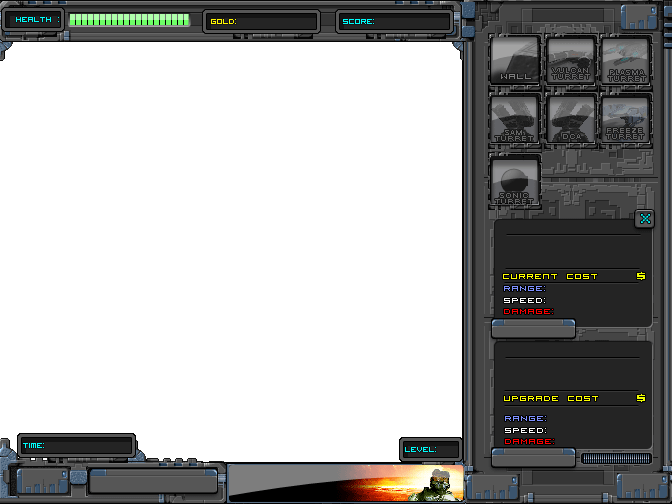 HEALTH :
GOLD:
SCORE:
WALL
VULCAN TURRET
PLASMA TURRET
SAM TURRET
DCA
FREEZE TURRET
SONIC TURRET
X
CURRENT COST $
RANGE:
SPEED:
DAMAGE:
UPGRADE COST $
RANGE:
SPEED:
DAMAGE:
TIME:
LEVEL: